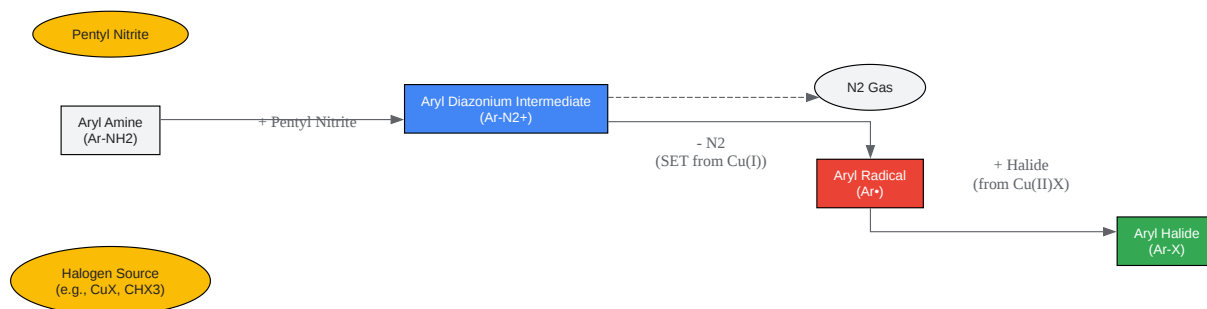 Pentyl Nitrite
Aryl Amine
(Ar-NH2)
+ Pentyl Nitrite
Aryl Diazonium Intermediate
(Ar-N2+)
N2 Gas
- N2
(SET from Cu(I))
Aryl Radical
(Ar•)
+ Halide
(from Cu(II)X)
Aryl Halide
(Ar-X)
Halogen Source
(e.g., CuX, CHX3)